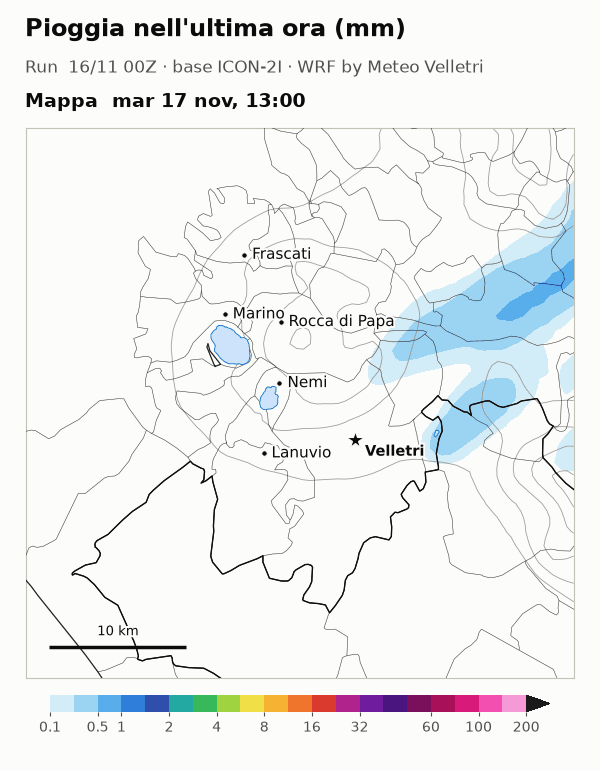 Pioggia nell'ultima ora (mm)
Run 16/11 00Z · base ICON-2I · WRF by Meteo Velletri
Mappa mar 17 nov, 13:00
Frascati
Marino
Rocca di Papa
Nemi
Velletri
Lanuvio
10 km
0.1 0.5 1 2 4 8 16 32 60 100 200